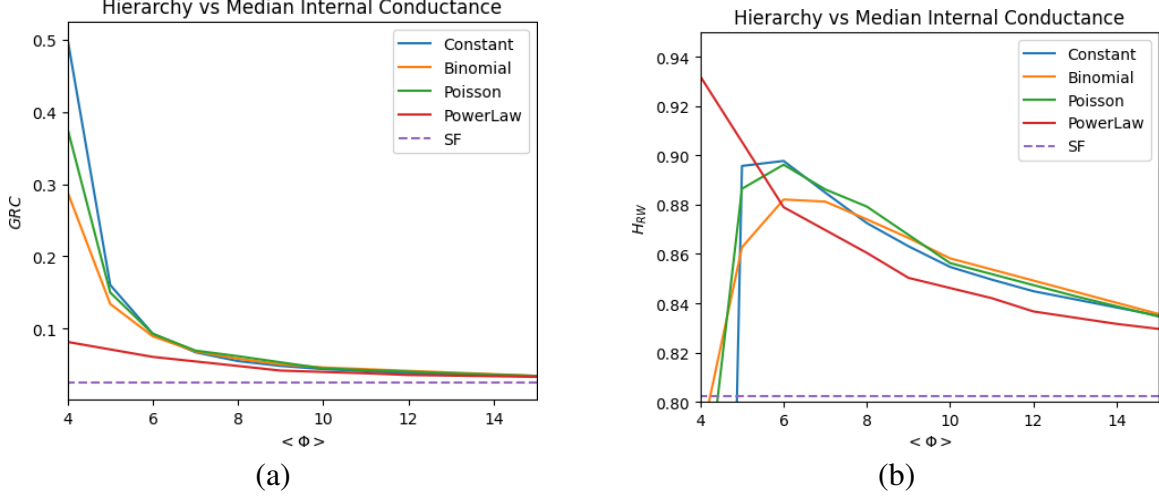 Hierarchy vs Median Internal Conductance
0.5
0.4
0.3
0.2
0.1
GRC
4
6
8
10
12
14
< Φ >
Constant
Binomial
Poisson
PowerLaw
SF
(a)
Hierarchy vs Median Internal Conductance
0.94
0.92
0.90
0.88
0.86
0.84
0.82
0.80
H_RW
4
6
8
10
12
14
< Φ >
Constant
Binomial
Poisson
PowerLaw
SF
(b)